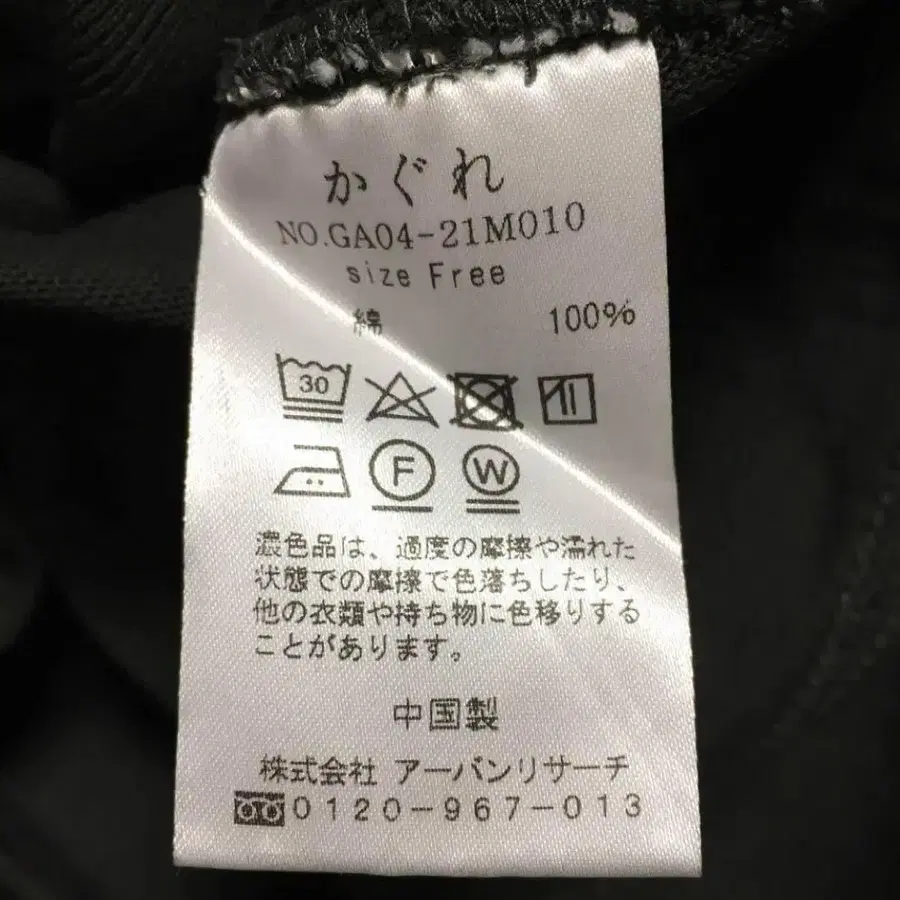 かぐれ
NO.GA04-21M010
size Free
綿 100%
30
F W
濃色品は、過度の摩擦や濡れた
状態での摩擦で色落ちしたり、
他の衣類や持ち物に色移りする
ことがあります。
中国製
株式会社 アーバンリサーチ
0120-967-013